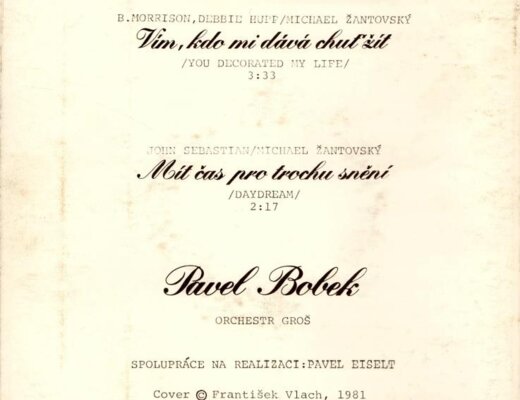 B.MORRISON,DEBBIE HUPP/MICHAEL ŽANTOVSKÝ
Vím, kdo mi dává chuť žít
/YOU DECORATED MY LIFE/
3:33
JOHN SEBASTIAN/MICHAEL ŽANTOVSKÝ
Mít čas pro trochu snění
/DAYDREAM/
2:17
Pavel Bobek
ORCHESTR GROŠ
SPOLUPRÁCE NA REALIZACI:PAVEL EISELT
Cover © František Vlach, 1981